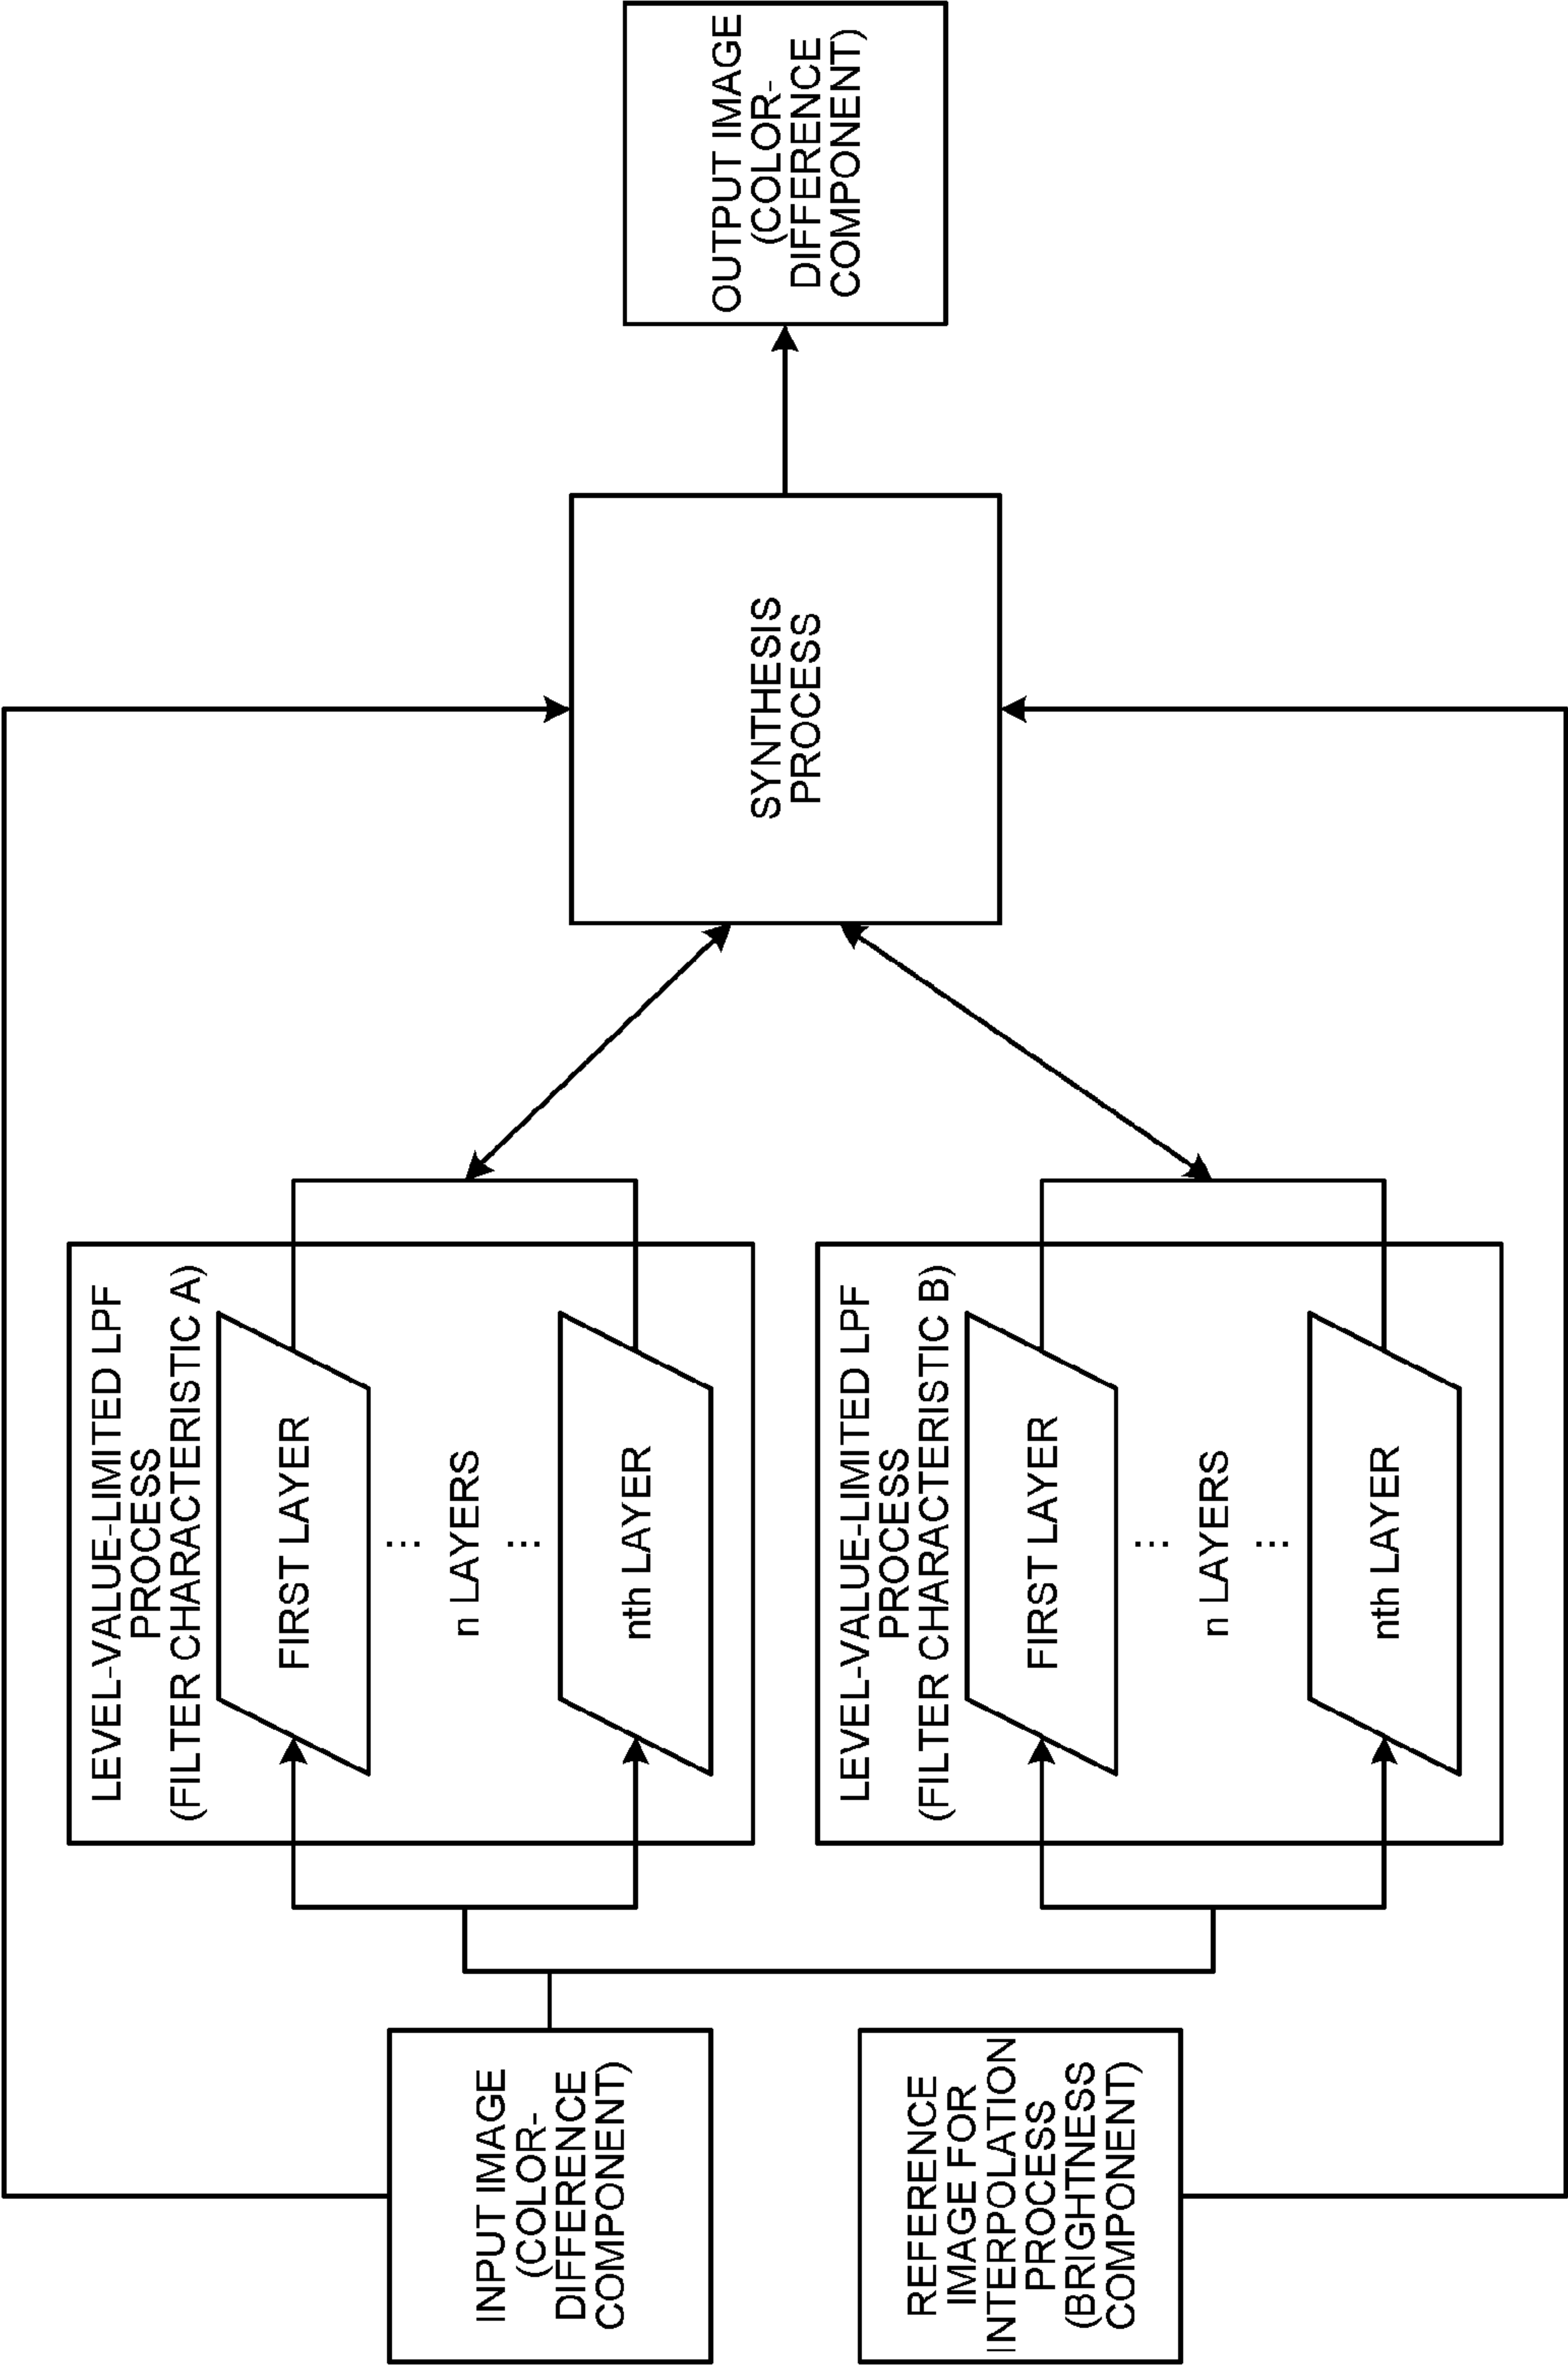 INPUT IMAGE
(COLOR-
DIFFERENCE
COMPONENT)
REFERENCE
IMAGE FOR
INTERPOLATION
PROCESS
(BRIGHTNESS
COMPONENT)
LEVEL-VALUE-LIMITED LPF
PROCESS
(FILTER CHARACTERISTIC A)
FIRST LAYER
...
n LAYERS
...
nth LAYER
LEVEL-VALUE-LIMITED LPF
PROCESS
(FILTER CHARACTERISTIC B)
FIRST LAYER
...
n LAYERS
...
nth LAYER
SYNTHESIS
PROCESS
OUTPUT IMAGE
(COLOR-
DIFFERENCE
COMPONENT)